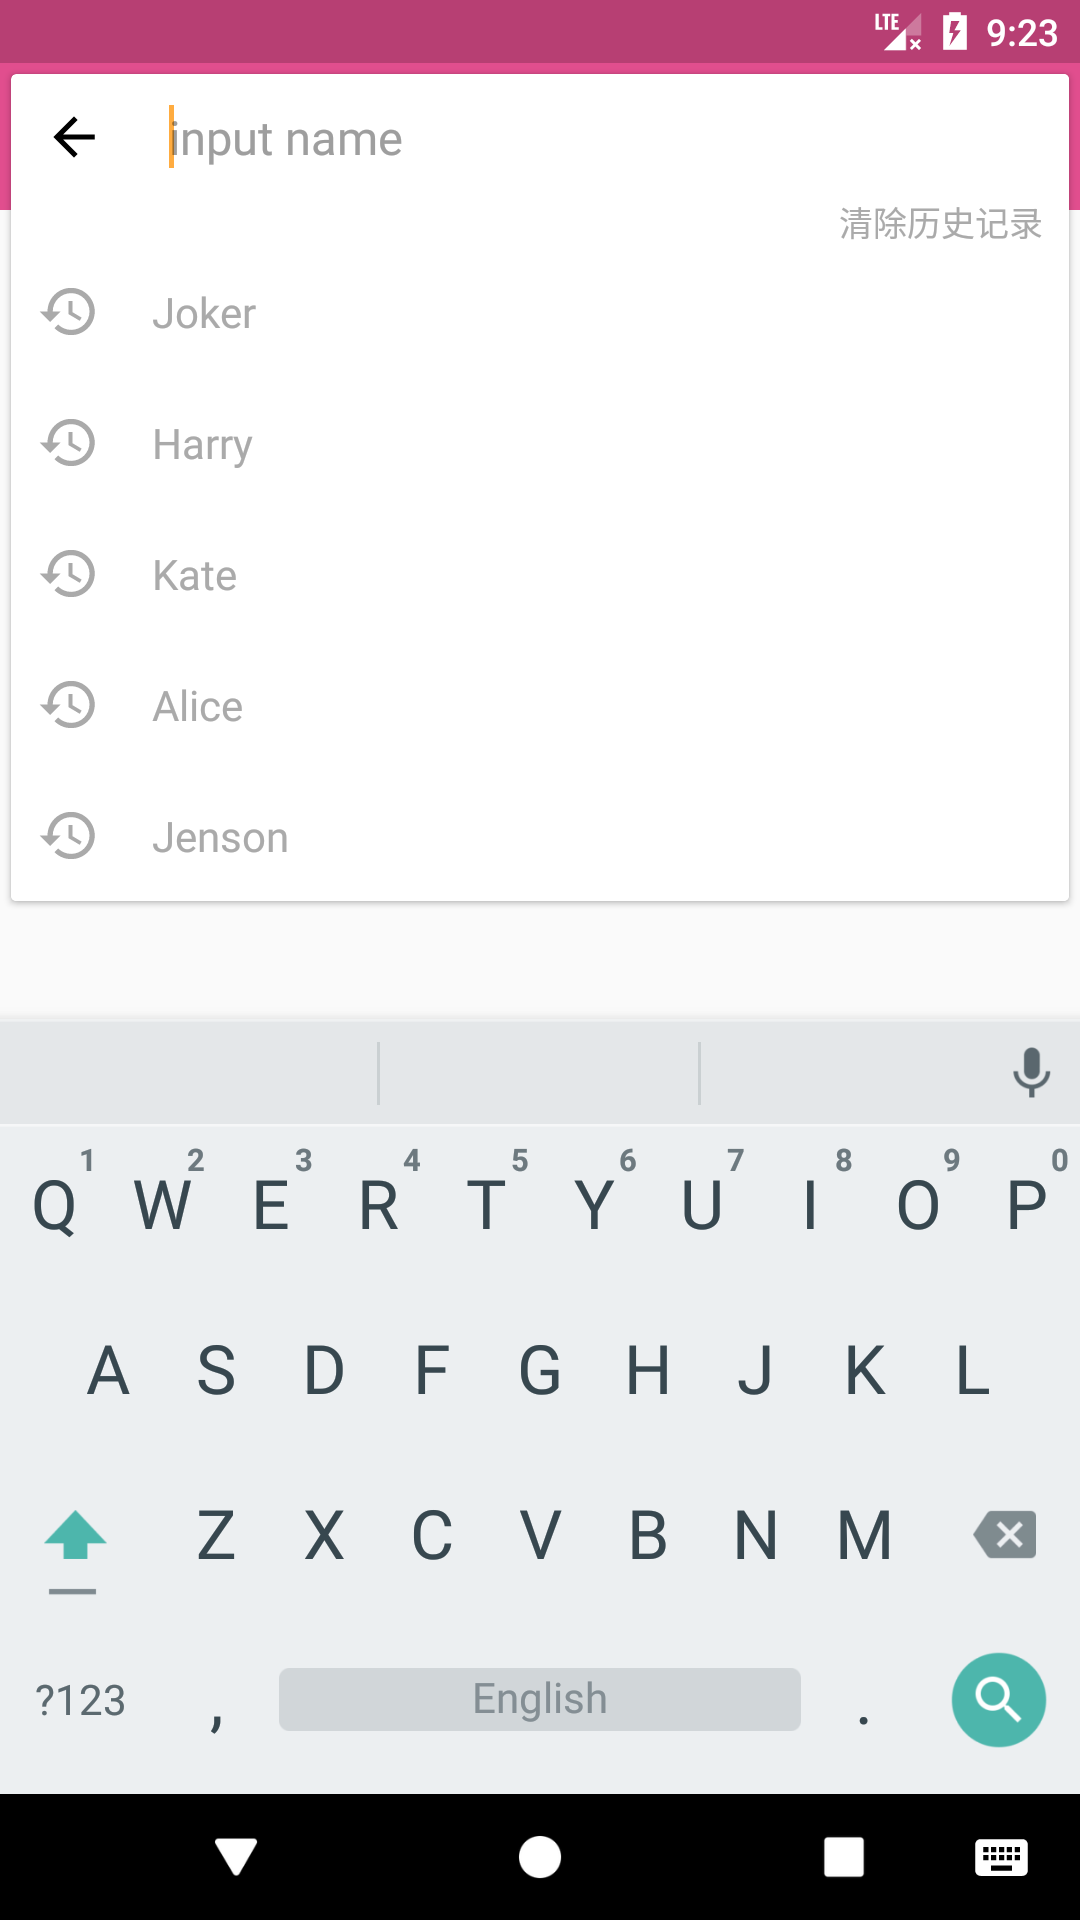 LTE 9:23
input name
清除历史记录
Joker
Harry
Kate
Alice
Jenson
1 2 3 4 5 6 7 8 9 0
Q W E R T Y U I O P
A S D F G H J K L
Z X C V B N M
?123 , English .